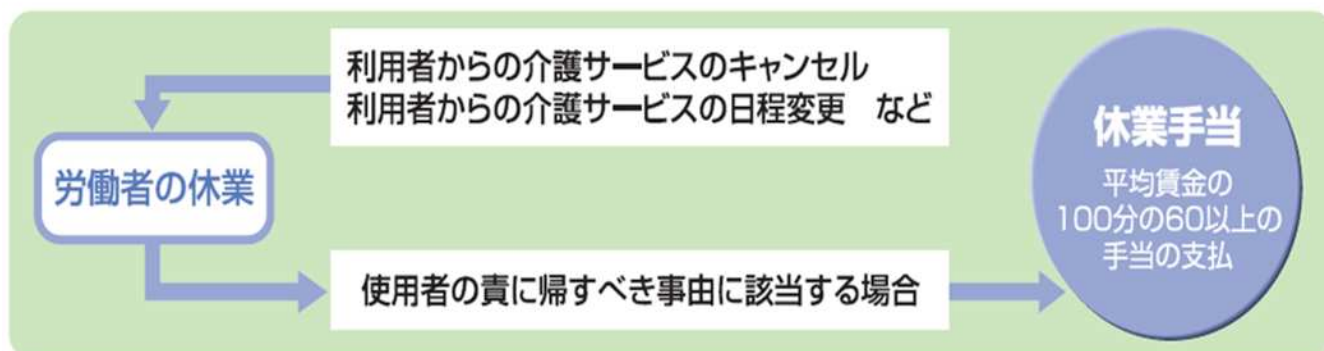 利用者からの介護サービスのキャンセル
利用者からの介護サービスの日程変更　など
労働者の休業
使用者の責に帰すべき事由に該当する場合
休業手当
平均賃金の
100分の60以上の
手当の支払